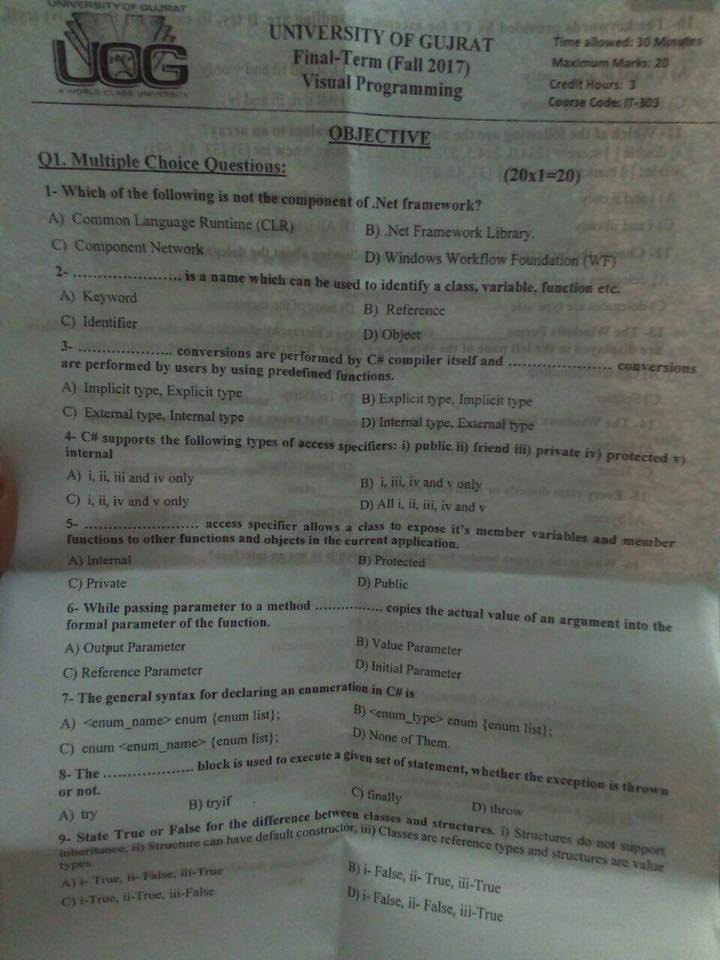 UNIVERSITY OF GUJRAT
UOG
A WORLD CLASS UNIVERSITY
UNIVERSITY OF GUJRAT
Final-Term (Fall 2017)
Visual Programming
Time allowed: 30 Minutes
Maximum Marks: 20
Credit Hours: 3
Course Code: IT-303
OBJECTIVE
Q1. Multiple Choice Questions: (20x1=20)
1- Which of the following is not the component of .Net framework?
A) Common Language Runtime (CLR) B) .Net Framework Library.
C) Component Network D) Windows Workflow Foundation (WF)
2- ...................... is a name which can be used to identify a class, variable, function etc.
A) Keyword B) Reference
C) Identifier D) Object
3- .................... conversions are performed by C# compiler itself and ...................... conversions
are performed by users by using predefined functions.
A) Implicit type, Explicit type B) Explicit type, Implicit type
C) External type, Internal type D) Internal type, External type
4- C# supports the following types of access specifiers: i) public ii) friend iii) private iv) protected v)
internal
A) i, ii, iii and iv only B) i, iii, iv and v only
C) i, ii, iv and v only D) All i, ii, iii, iv and v
5- ........................ access specifier allows a class to expose it's member variables and member
functions to other functions and objects in the current application.
A) Internal B) Protected
C) Private D) Public
6- While passing parameter to a method ............... copies the actual value of an argument into the
formal parameter of the function.
A) Output Parameter B) Value Parameter
C) Reference Parameter D) Initial Parameter
7- The general syntax for declaring an enumeration in C# is
A) <enum_name> enum {enum list}; B) <enum_type> enum {enum list};
C) enum <enum_name> {enum list}; D) None of Them.
8- The .................... block is used to execute a given set of statement, whether the exception is thrown
or not.
A) try B) tryif C) finally D) throw
9- State True or False for the difference between classes and structures. i) Structures do not support
inheritance, ii) Structure can have default constructor, iii) Classes are reference types and structures are value
types.
A) i- True, ii- False, iii-True B) i- False, ii- True, iii-True
C) i-True, ii-True, iii-False D) i- False, ii- False, iii-True